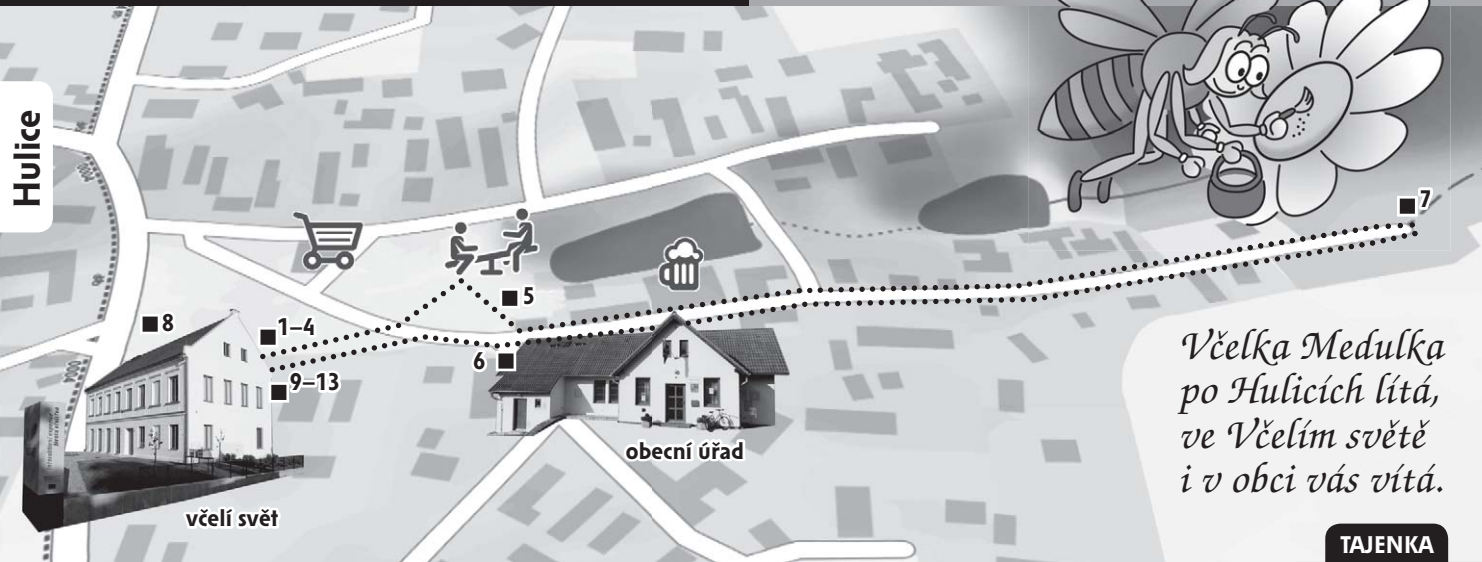 Hulice
7
5
8
1–4
6
9–13
obecní úřad
včelí svět
Včelka Medulka
po Hulicích lítá,
ve Včelím světě
i v obci vás vítá.
TAJENKA